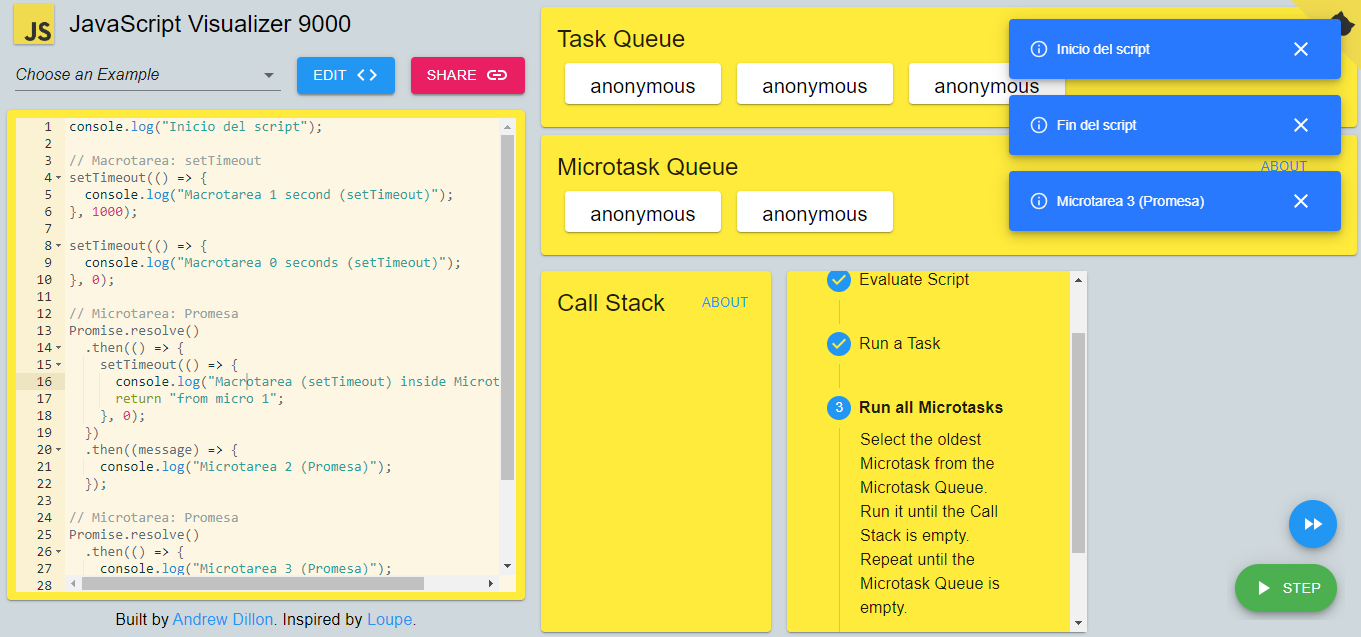 JS
JavaScript Visualizer 9000
Choose an Example
EDIT
SHARE
1 console.log("Inicio del script");
2
3 // Macrotarea: setTimeout
4 setTimeout(() => {
5 console.log("Macrotarea 1 second (setTimeout)");
6 }, 1000);
7
8 setTimeout(() => {
9 console.log("Macrotarea 0 seconds (setTimeout)");
10 }, 0);
11
12 // Microtarea: Promesa
13 Promise.resolve()
14 .then(() => {
15 setTimeout(() => {
16 console.log("Macrotarea (setTimeout) inside Microt
17 return "from micro 1";
18 }, 0);
19 })
20 .then((message) => {
21 console.log("Microtarea 2 (Promesa)");
22 });
23
24 // Microtarea: Promesa
25 Promise.resolve()
26 .then(() => {
27 console.log("Microtarea 3 (Promesa)");
28
Built by Andrew Dillon. Inspired by Loupe.
Task Queue
anonymous
anonymous
anonymous
Microtask Queue
ABOUT
anonymous
anonymous
Inicio del script
Fin del script
Microtarea 3 (Promesa)
Call Stack
ABOUT
Evaluate Script
Run a Task
3 Run all Microtasks
Select the oldest
Microtask from the
Microtask Queue.
Run it until the Call
Stack is empty.
Repeat until the
Microtask Queue is
empty.
STEP